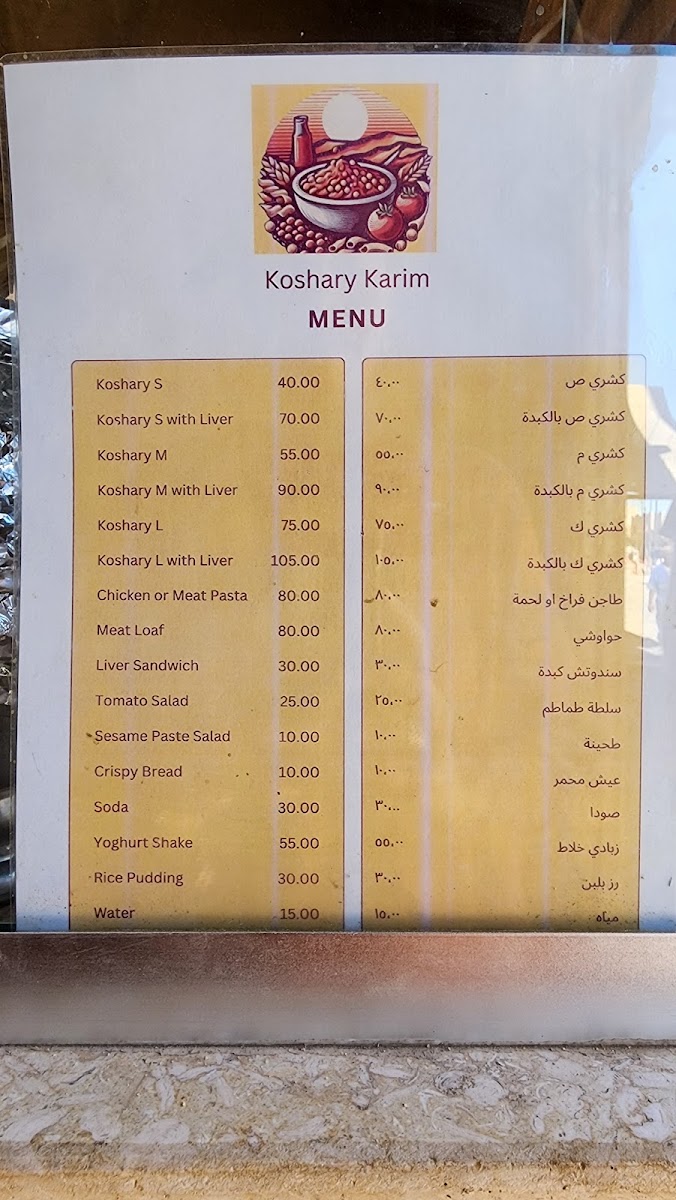 Koshary Karim
MENU
Koshary S 40.00
Koshary S with Liver 70.00
Koshary M 55.00
Koshary M with Liver 90.00
Koshary L 75.00
Koshary L with Liver 105.00
Chicken or Meat Pasta 80.00
Meat Loaf 80.00
Liver Sandwich 30.00
Tomato Salad 25.00
Sesame Paste Salad 10.00
Crispy Bread 10.00
Soda 30.00
Yoghurt Shake 55.00
Rice Pudding 30.00
Water 15.00
كشري ص ٤٠,٠٠
كشري ص بالكبدة ٧٠,٠٠
كشري م ٥٥,٠٠
كشري م بالكبدة ٩٠,٠٠
كشري ك ٧٥,٠٠
كشري ك بالكبدة ١٠٥,٠٠
طاجن فراخ او لحمة ٨٠,٠٠
حواوشي ٨٠,٠٠
سندوتش كبدة ٣٠,٠٠
سلطة طماطم ٢٥,٠٠
طحينة ١٠,٠٠
عيش محمر ١٠,٠٠
صودا ٣٠,٠٠
زبادي خلاط ٥٥,٠٠
رز بلبن ٣٠,٠٠
مياه ١٥,٠٠